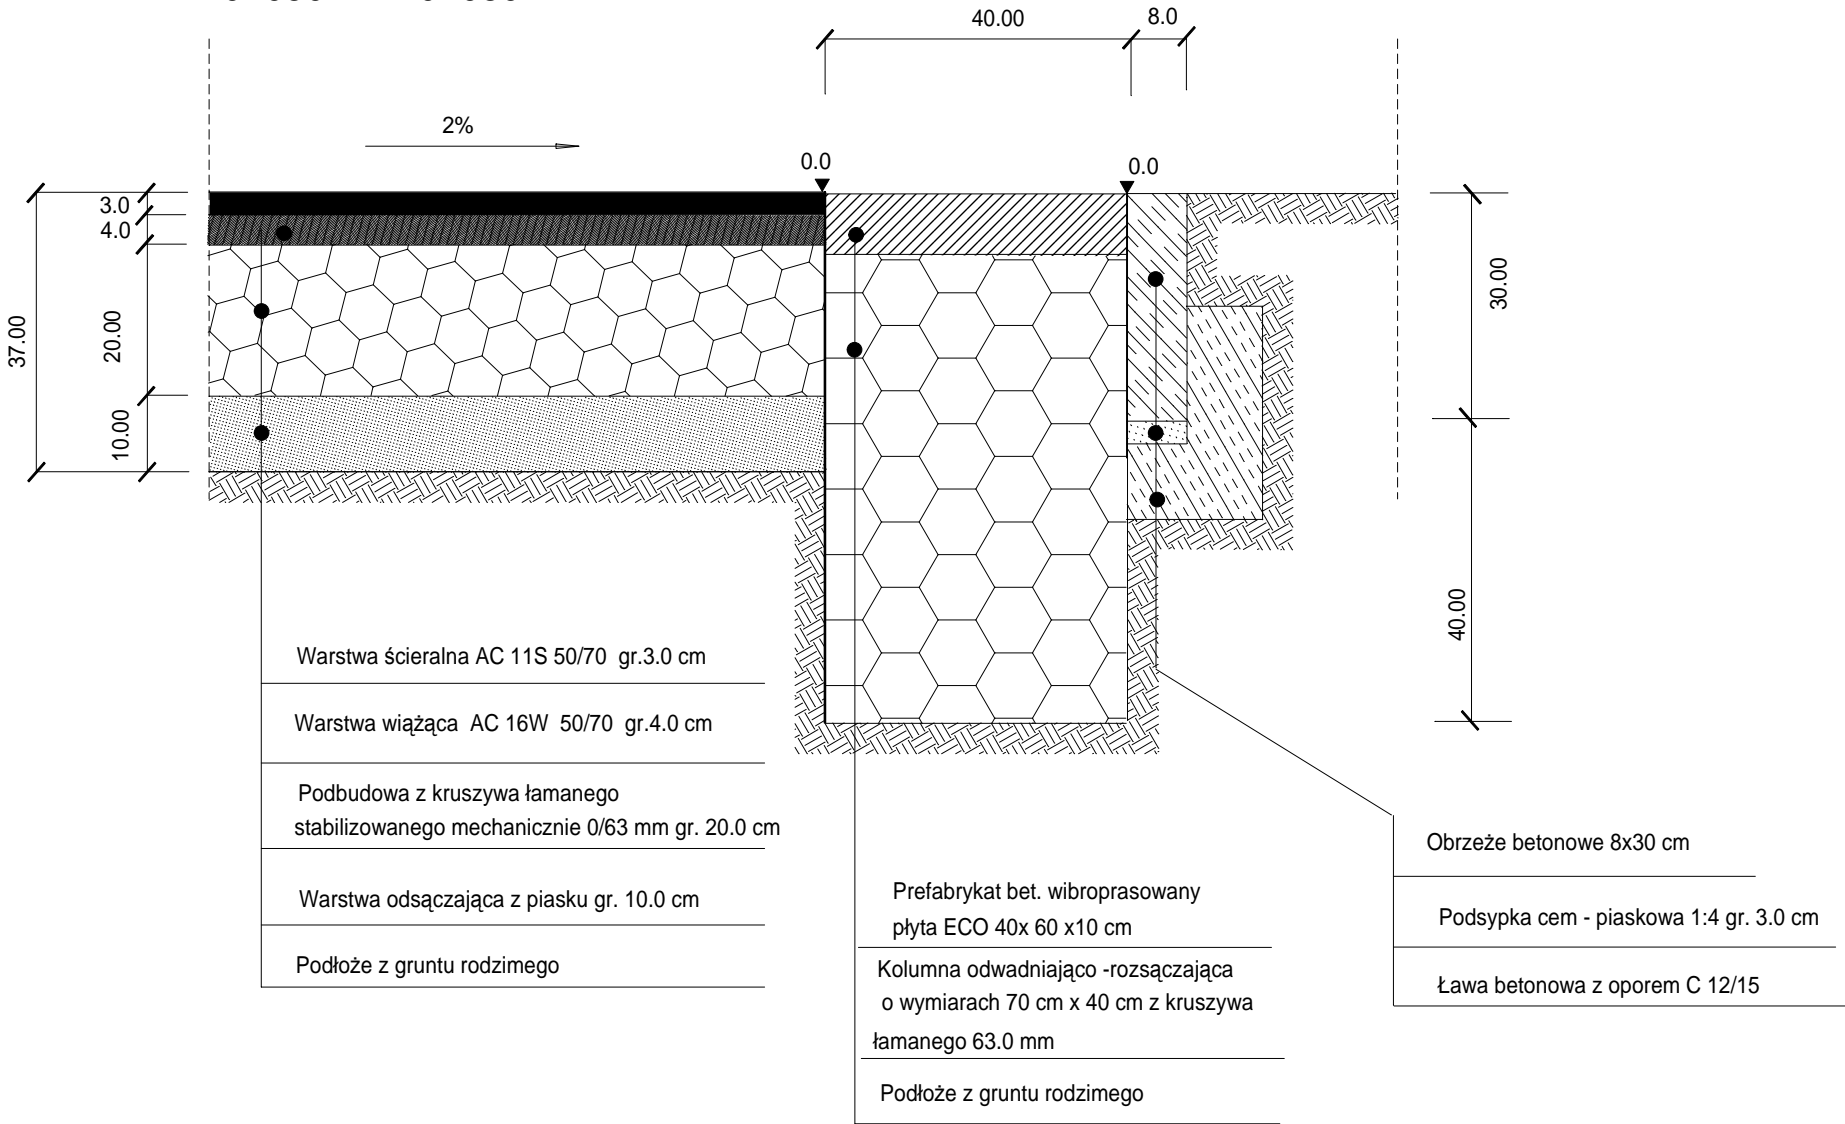 40.00
8.0
2%
0.0
0.0
3.0
4.0
37.00
20.00
10.00
30.00
40.00
Warstwa ścieralna AC 11S 50/70 gr.3.0 cm
Warstwa wiążąca AC 16W 50/70 gr.4.0 cm
Podbudowa z kruszywa łamanego
stabilizowanego mechanicznie 0/63 mm gr. 20.0 cm
Warstwa odsączająca z piasku gr. 10.0 cm
Podłoże z gruntu rodzimego
Prefabrykat bet. wibroprasowany
płyta ECO 40x 60 x10 cm
Kolumna odwadniająco -rozsączająca
o wymiarach 70 cm x 40 cm z kruszywa
łamanego 63.0 mm
Podłoże z gruntu rodzimego
Obrzeże betonowe 8x30 cm
Podsypka cem - piaskowa 1:4 gr. 3.0 cm
Ława betonowa z oporem C 12/15